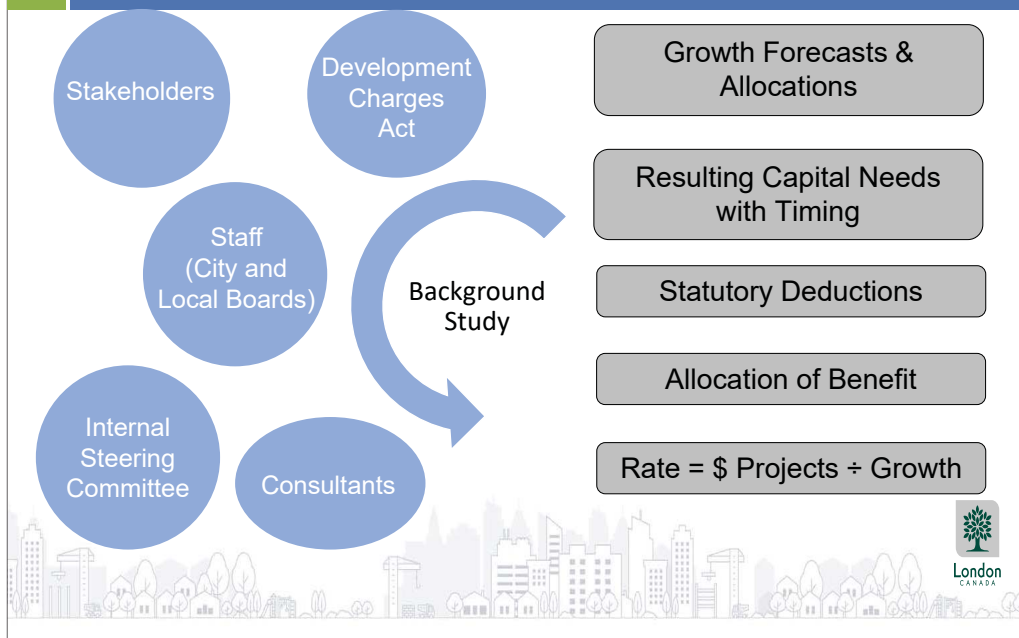 Stakeholders
Development
Charges
Act
Staff
(City and
Local Boards)
Internal
Steering
Committee
Consultants
Background
Study
Growth Forecasts &
Allocations
Resulting Capital Needs
with Timing
Statutory Deductions
Allocation of Benefit
Rate = $ Projects ÷ Growth
London
CANADA